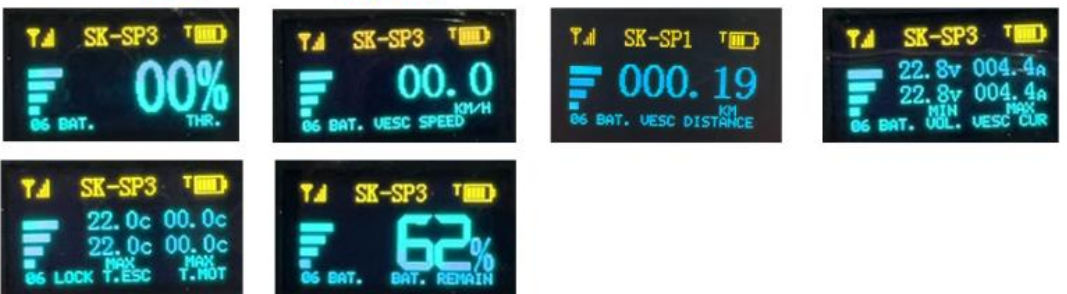 SK-SP3 T
00%
06 BAT. THR.
SK-SP3 T
00.0
KM/H
06 BAT. VESC SPEED
SK-SP1 T
000.19
KM
06 BAT. VESC DISTANCE
SK-SP3 T
22.8v 004.4A
22.8v 004.4A
MIN MAX
06 BAT. VOL. VESC CUR
SK-SP3 T
22.0c 00.0c
22.0c 00.0c
MAX MAX
06 LOCK T.ESC T.MOT
SK-SP3 T
62%
06 BAT. BAT. REMAIN